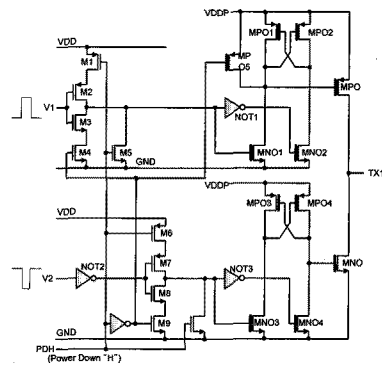 VDDP
MPO1 MPO2
VDD
MP
O5
M1
MPO
M2
V1
M3
NOT1
M4 M5
MNO1 MNO2
GND
TX1
VDDP
MPO3 MPO4
VDD
M6
MNO
M7
NOT2
NOT3
V2
M8
M9
MNO3 MNO4
GND
PDH
(Power Down "H")